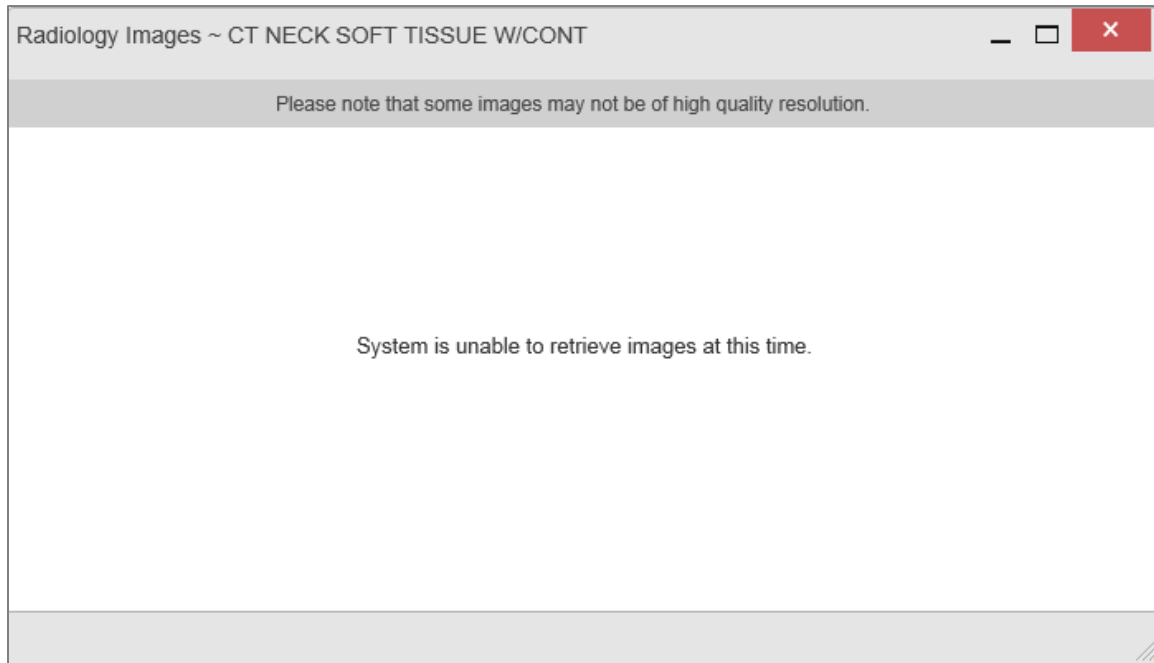 Radiology Images ~ CT NECK SOFT TISSUE W/CONT
Please note that some images may not be of high quality resolution.
System is unable to retrieve images at this time.